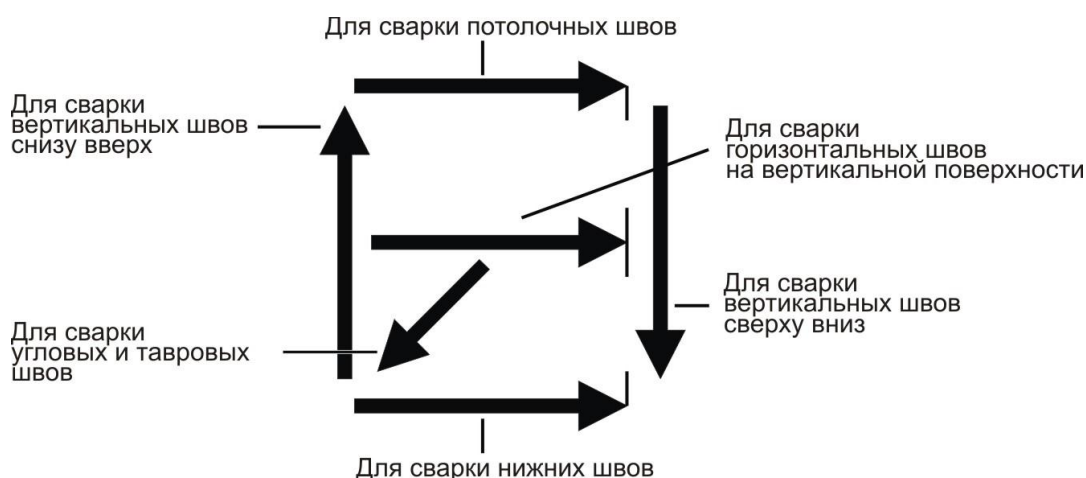 Для сварки потолочных швов
Для сварки
вертикальных швов
снизу вверх
Для сварки
горизонтальных швов
на вертикальной поверхности
Для сварки
вертикальных швов
сверху вниз
Для сварки
угловых и тавровых
швов
Для сварки нижних швов